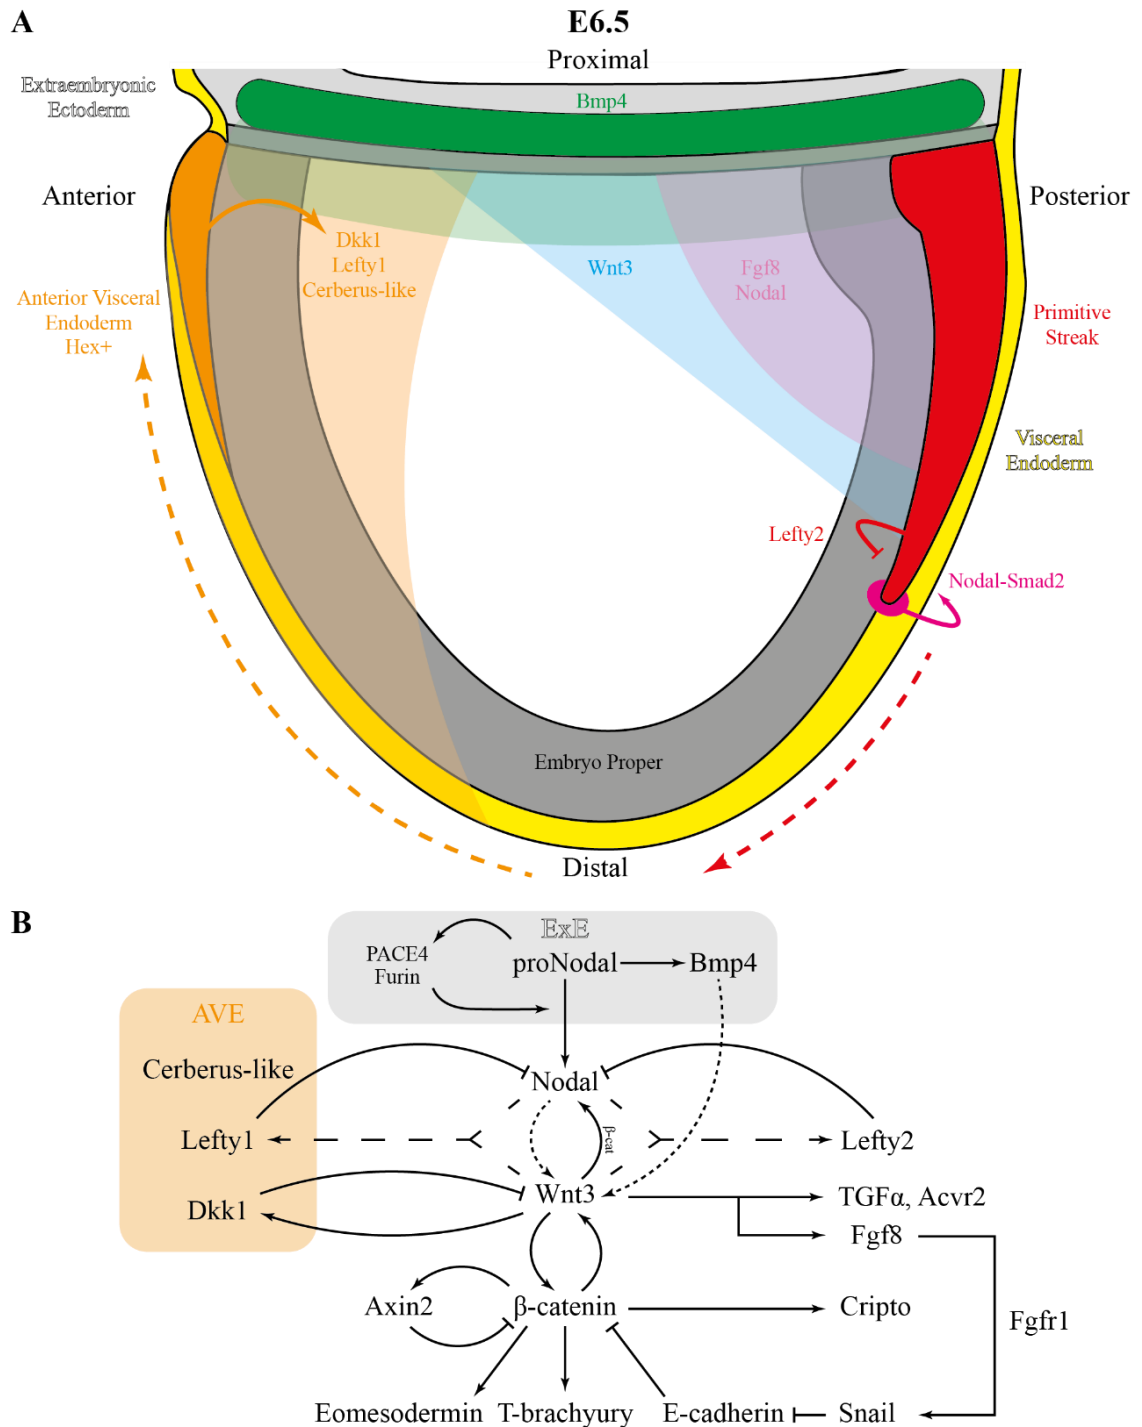 A
E6.5
Proximal
Extraembryonic
Ectoderm
Bmp4
Anterior
Posterior
Dkk1
Lefty1
Cerberus-like
Wnt3
Fgf8
Nodal
Anterior Visceral
Endoderm
Hex+
Primitive
Streak
Visceral
Endoderm
Lefty2
Nodal-Smad2
Embryo Proper
Distal
B
ExE
PACE4
Furin
proNodal
Bmp4
AVE
Cerberus-like
Nodal
β-cat
Lefty1
Lefty2
Dkk1
Wnt3
TGFα, Acvr2
Fgf8
Axin2
β-catenin
Cripto
Fgfr1
Eomesodermin
T-brachyury
E-cadherin
Snail